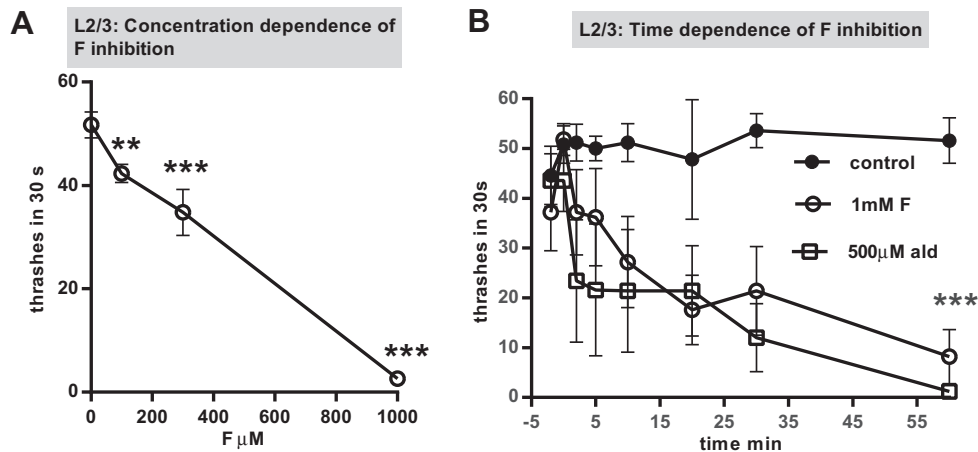 A
L2/3: Concentration dependence of
F inhibition
60
40
20
0
thrashes in 30 s
**
***
***
0 200 400 600 800 1000
F μM
B
L2/3: Time dependence of F inhibition
60
50
40
30
20
10
0
thrashes in 30s
control
1mM F
500μM ald
***
-5 5 15 25 35 45 55
time min